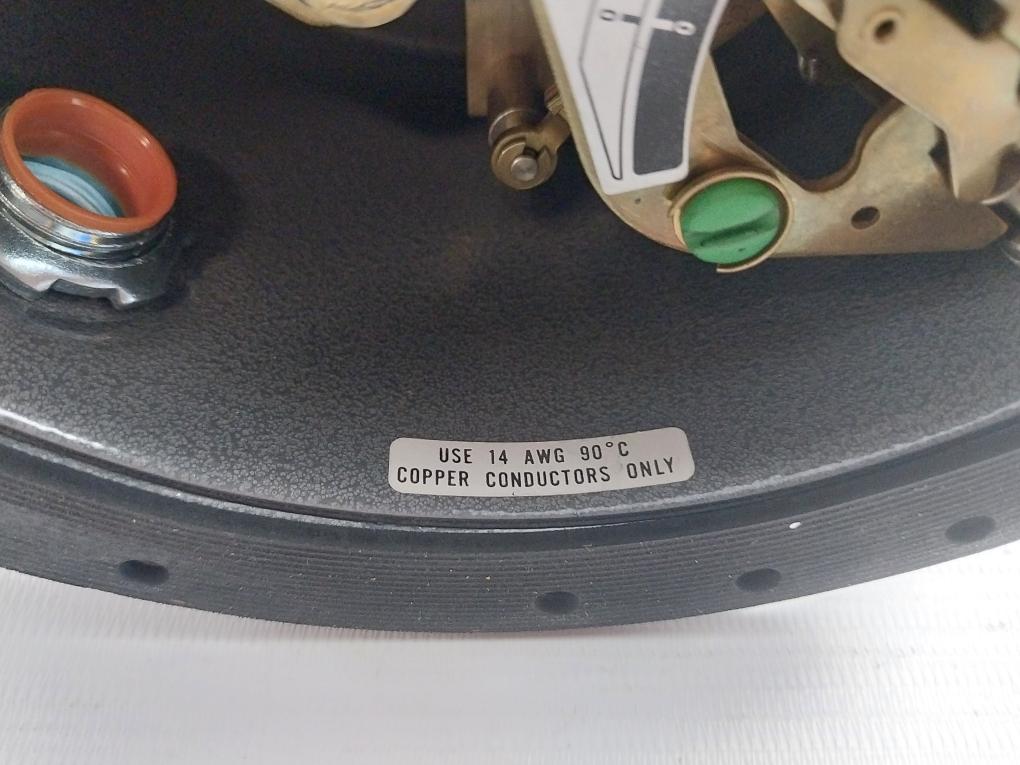 USE 14 AWG 90°C
COPPER CONDUCTORS ONLY